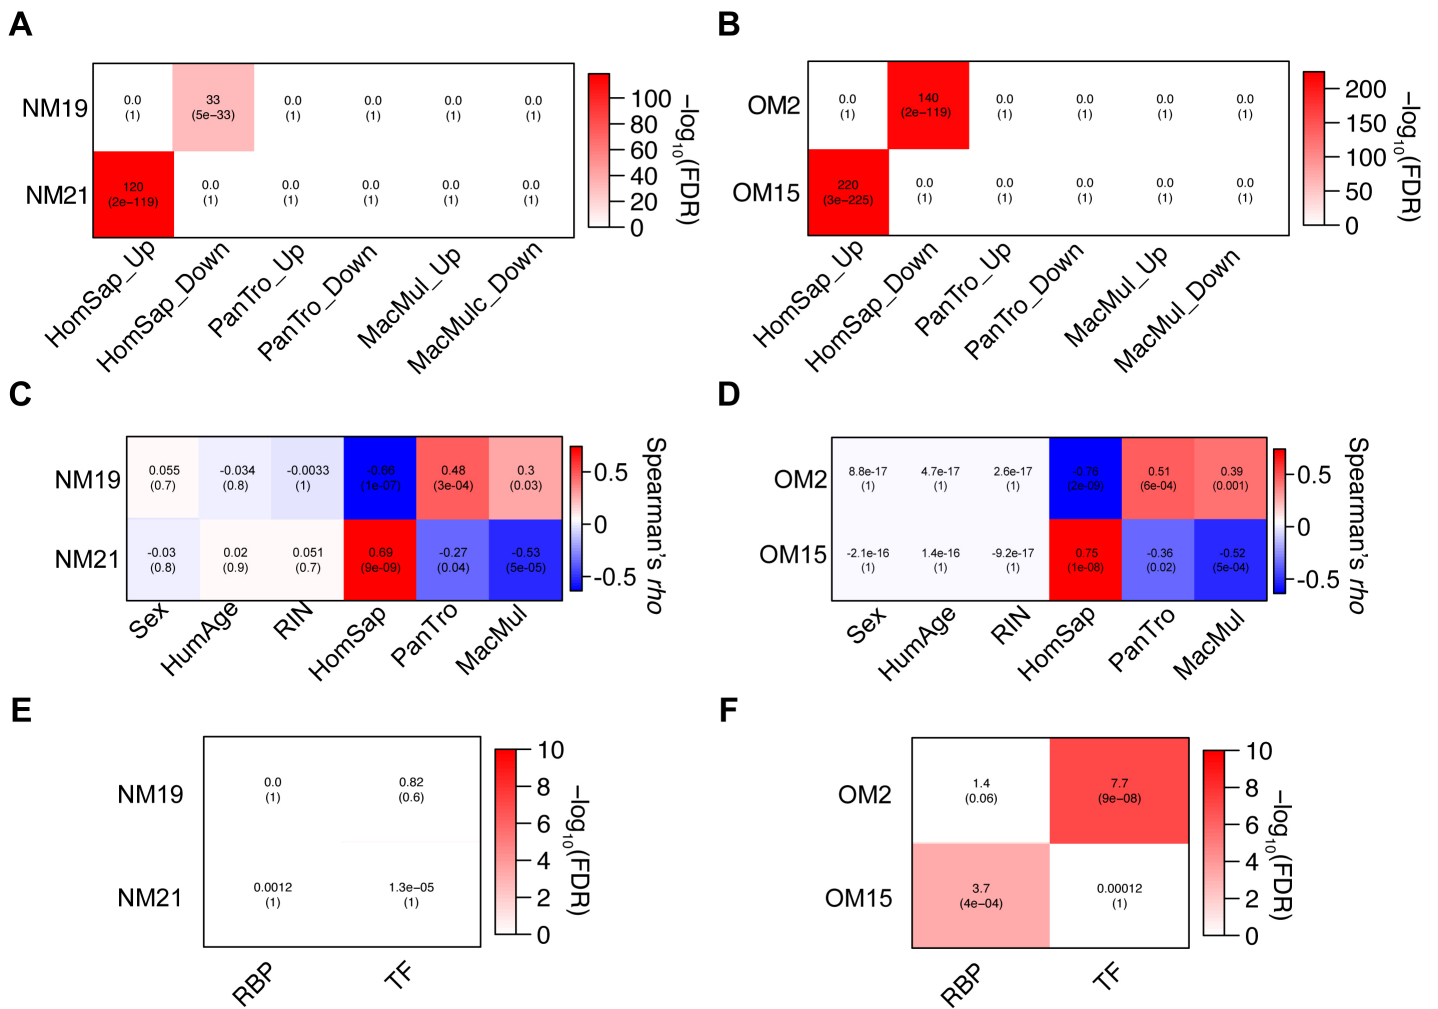 A
NM19
0.0 33 0.0 0.0 0.0 0.0
(1) (5e−33) (1) (1) (1) (1)
NM21
120 0.0 0.0 0.0 0.0 0.0
(2e−119) (1) (1) (1) (1) (1)
HomSap_Up
HomSap_Down
PanTro_Up
PanTro_Down
MacMul_Up
MacMulc_Down
100
80
60
40
20
0
−log10(FDR)
B
OM2
0.0 140 0.0 0.0 0.0 0.0
(1) (2e−119) (1) (1) (1) (1)
OM15
220 0.0 0.0 0.0 0.0 0.0
(3e−225) (1) (1) (1) (1) (1)
HomSap_Up
HomSap_Down
PanTro_Up
PanTro_Down
MacMul_Up
MacMul_Down
200
150
100
50
0
−log10(FDR)
C
NM19
0.055 -0.034 -0.0033 0.48 0.3
(0.7) (0.8) (1) (1e-07) (3e-04) (0.03)
NM21
-0.03 0.02 0.051 0.69 -0.27 -0.53
(0.8) (0.9) (0.7) (9e-09) (0.04) (5e-05)
Sex
HumAge
RIN
HomSap
PanTro
MacMul
0.5
0
-0.5
Spearman's rho
D
OM2
8.8e-17 4.7e-17 2.6e-17 -0.76 0.51 0.39
(1) (1) (1) (2e-09) (6e-04) (0.001)
OM15
-2.1e-16 1.4e-16 -9.2e-17 0.75 -0.36 -0.52
(1) (1) (1) (1e-08) (0.02) (5e-04)
Sex
HumAge
RIN
HomSap
PanTro
MacMul
0.5
0
-0.5
Spearman's rho
E
NM19
0.0 0.82
(1) (0.6)
NM21
0.0012 1.3e−05
(1) (1)
RBP
TF
10
8
6
4
2
0
−log10(FDR)
F
OM2
1.4 7.7
(0.06) (9e−08)
OM15
3.7 0.00012
(4e−04) (1)
RBP
TF
10
8
6
4
2
0
−log10(FDR)